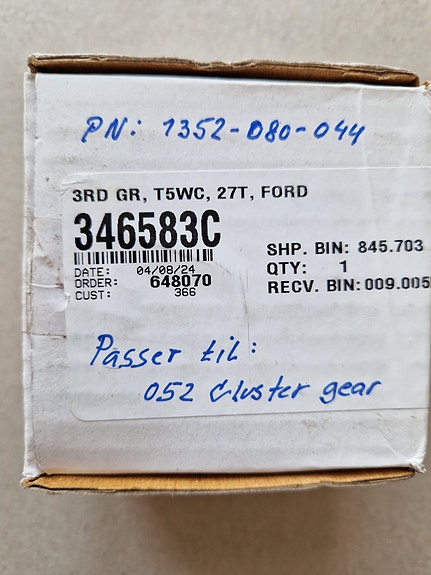 PN: 1352-080-044
3RD GR, T5WC, 27T, FORD
346583C
SHP. BIN: 845.703
DATE: 04/08/24
QTY: 1
ORDER: 648070
RECV. BIN: 009.005
CUST: 366
Passer til:
052 Cluster gear